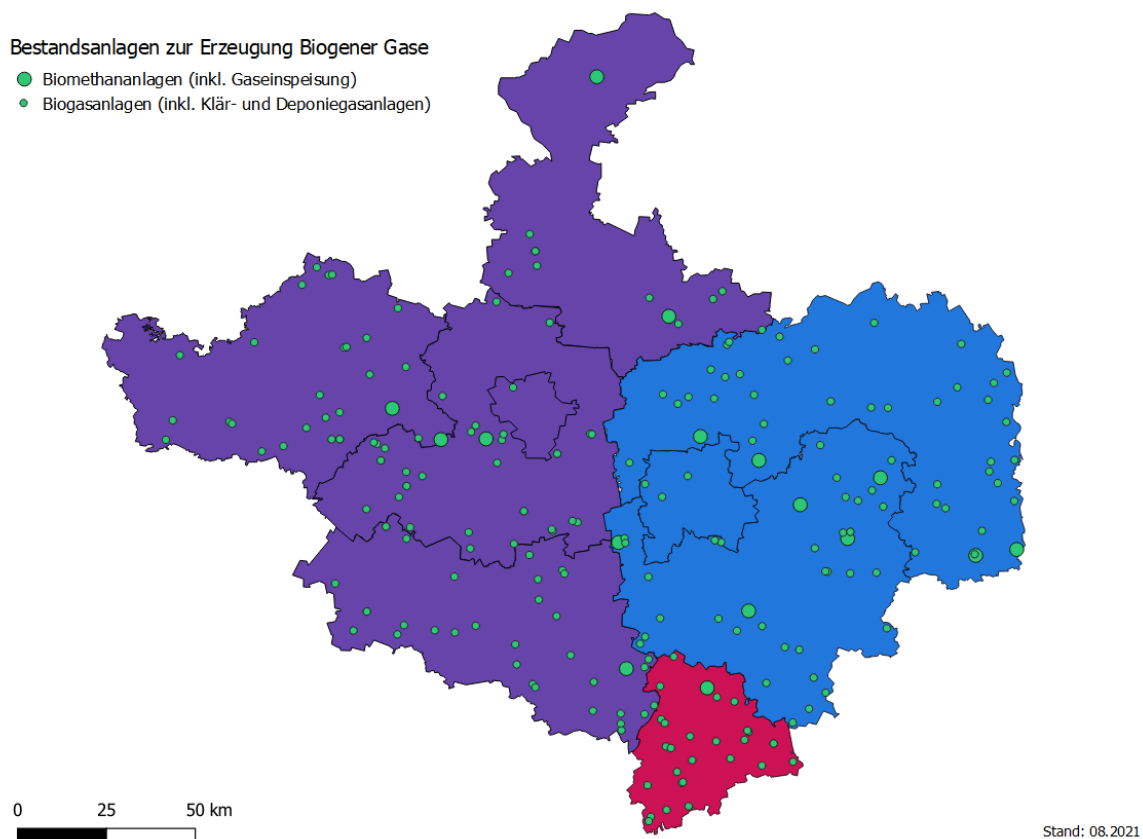 Bestandsanlagen zur Erzeugung Biogener Gase
Biomethananlagen (inkl. Gaseinspeisung)
Biogasanlagen (inkl. Klär- und Deponiegasanlagen)
0 25 50 km
Stand: 08.2021